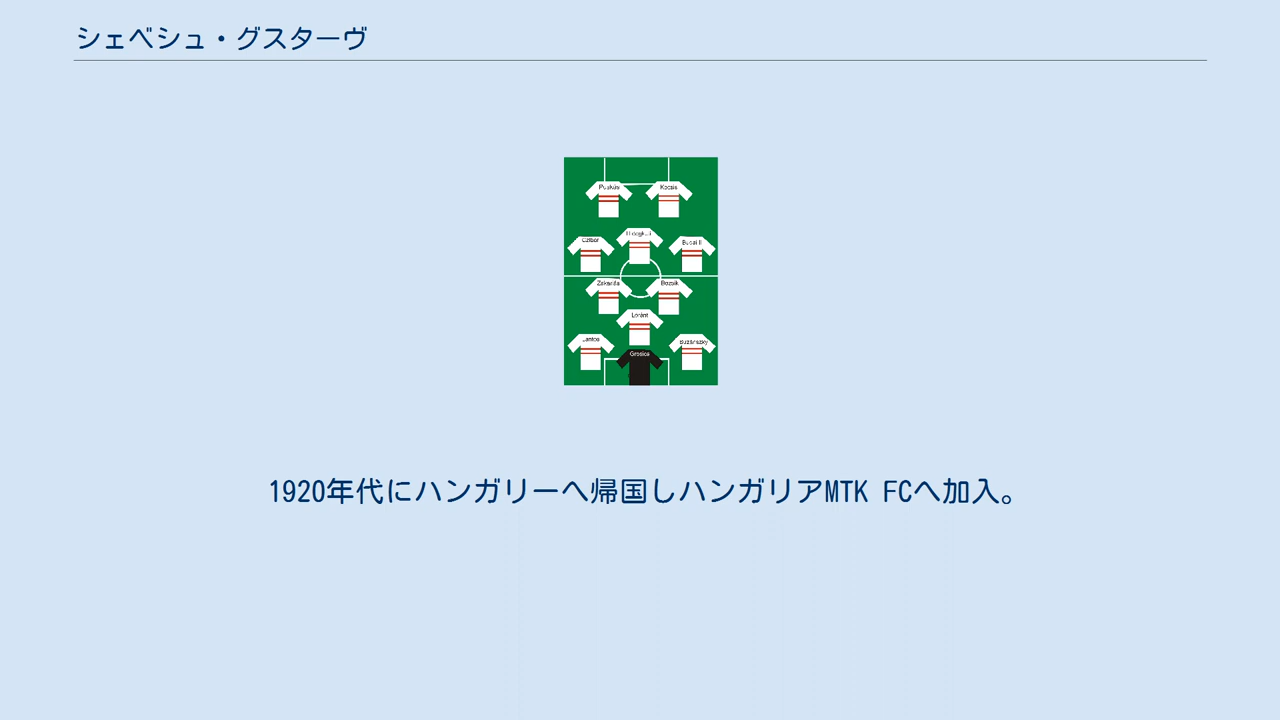 シェベシュ・グスターヴ
Puskás
Kocsis
Czibor
Budai II
Zakariás
Bozsik
Lóránt
Lantos
Buzánszky
Grosics
1920年代にハンガリーへ帰国しハンガリアMTK FCへ加入。